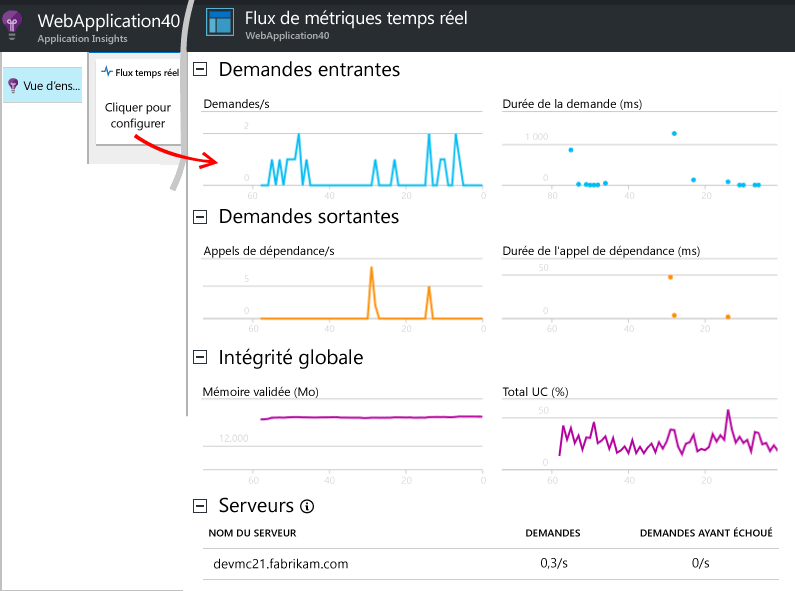 WebApplication40
Application Insights
Flux de métriques temps réel
WebApplication40
Vue d'ens...
Flux temps réel
Cliquer pour
configurer
Demandes entrantes
Demandes/s
2
0
60
40
20
0
Durée de la demande (ms)
1 000
0
80
40
20
Demandes sortantes
Appels de dépendance/s
5
0
60
40
20
0
Durée de l'appel de dépendance (ms)
50
0
60
40
20
Intégrité globale
Mémoire validée (Mo)
12,000
60
40
20
0
Total UC (%)
50
0
60
40
20
Serveurs
NOM DU SERVEUR DEMANDES DEMANDES AYANT ÉCHOUÉ
devmc21.fabrikam.com 0,3/s 0/s